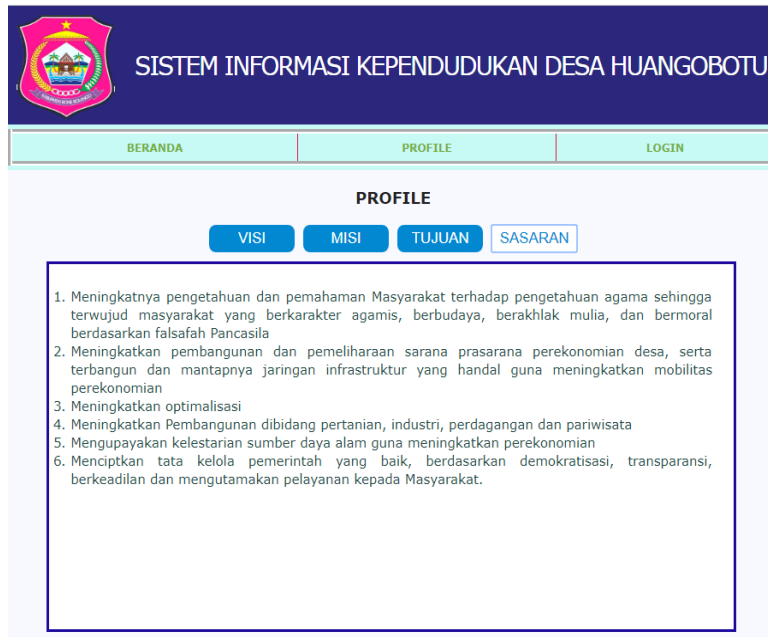 SISTEM INFORMASI KEPENDUDUKAN DESA HUANGOBOTU
BERANDA PROFILE LOGIN
PROFILE
VISI MISI TUJUAN SASARAN
1. Meningkatnya pengetahuan dan pemahaman Masyarakat terhadap pengetahuan agama sehingga
terwujud masyarakat yang berkarakter agamis, berbudaya, berakhlak mulia, dan bermoral
berdasarkan falsafah Pancasila
2. Meningkatkan pembangunan dan pemeliharaan sarana prasarana perekonomian desa, serta
terbangun dan mantapnya jaringan infrastruktur yang handal guna meningkatkan mobilitas
perekonomian
3. Meningkatkan optimalisasi
4. Meningkatkan Pembangunan dibidang pertanian, industri, perdagangan dan pariwisata
5. Mengupayakan kelestarian sumber daya alam guna meningkatkan perekonomian
6. Menciptkan tata kelola pemerintah yang baik, berdasarkan demokratisasi, transparansi,
berkeadilan dan mengutamakan pelayanan kepada Masyarakat.